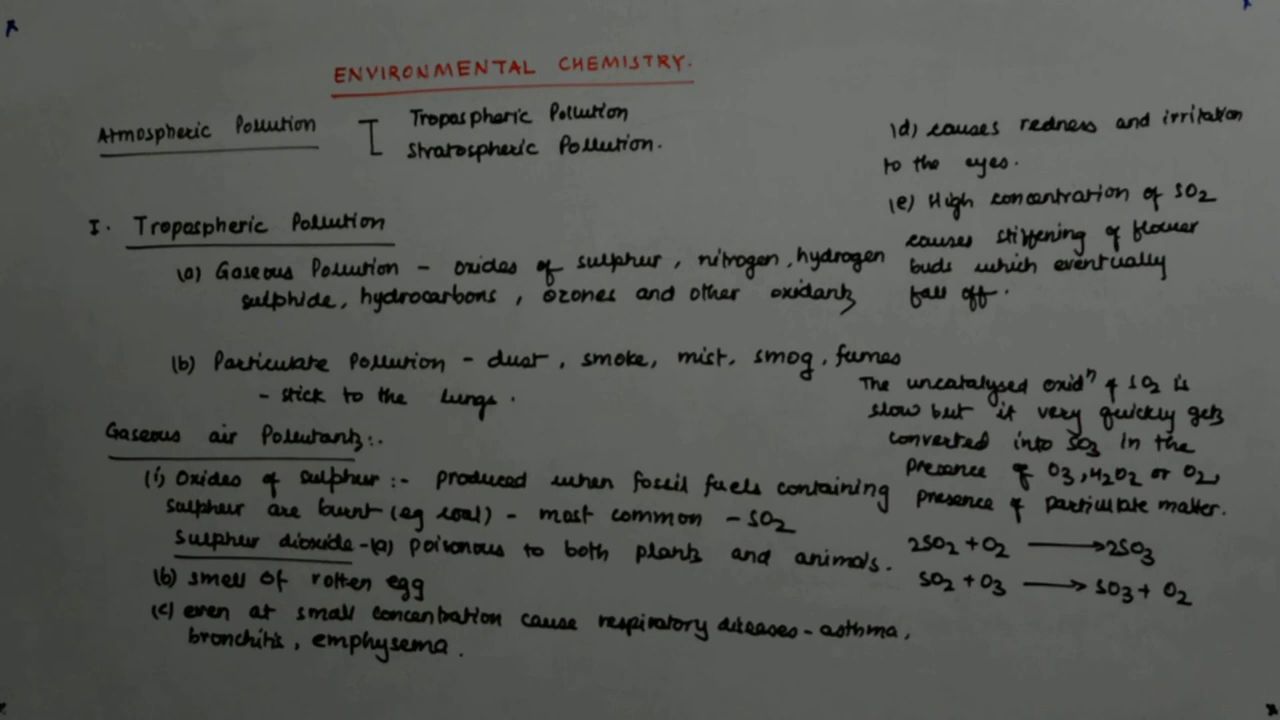 ENVIRONMENTAL CHEMISTRY.
Atmospheric Pollution
Tropospheric Pollution
Stratospheric Pollution.
I. Tropospheric Pollution
(a) Gaseous Pollution - oxides of sulphur, nitrogen, hydrogen
sulphide, hydrocarbons, ozones and other oxidants
(b) Particulate Pollution - dust, smoke, mist, smog, fumes
- stick to the lungs.
Gaseous air Pollutants:-
(i) Oxides of sulphur :- produced when fossil fuels containing
sulphur are burnt (eg coal) - most common - SO2
Sulphur dioxide - (a) poisonous to both plants and animals.
(b) smell of rotten egg
(c) even at small concentration cause respiratory diseases - asthma,
bronchitis, emphysema.
(d) causes redness and irritation
to the eyes.
(e) High concentration of SO2
causes stiffening of flower
buds which eventually
fall off.
The uncatalysed oxidⁿ of SO2 is
slow but it very quickly gets
converted into SO3 in the
presence of O3, H2O2 or O2,
presence of particulate matter.
2SO2 + O2 → 2SO3
SO2 + O3 → SO3 + O2